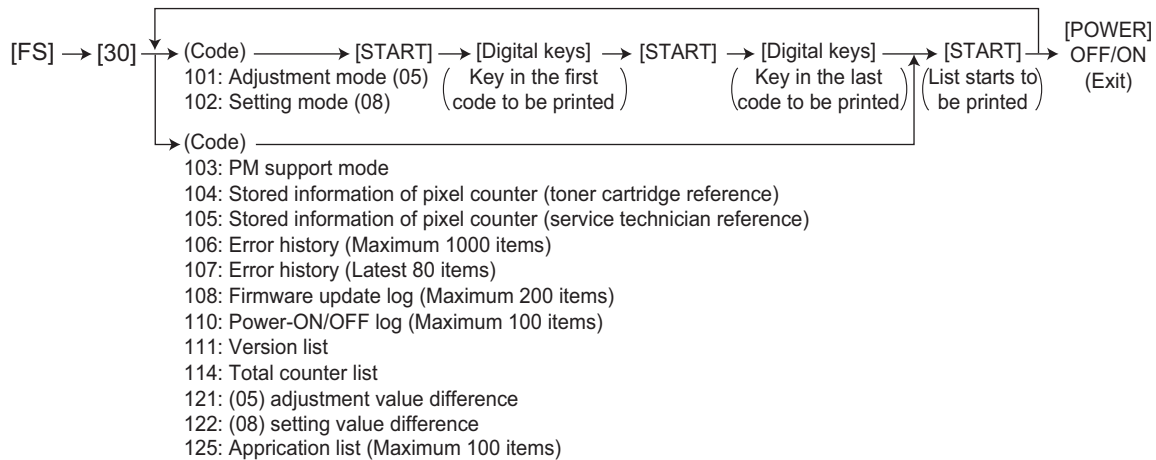 [FS] → [30] → (Code) → [START] → [Digital keys] → [START] → [Digital keys] → [START] → [POWER] OFF/ON (Exit)
101: Adjustment mode (05)
102: Setting mode (08)
(Key in the first
code to be printed)
(Key in the last
code to be printed)
(List starts to
be printed)
(Code)
103: PM support mode
104: Stored information of pixel counter (toner cartridge reference)
105: Stored information of pixel counter (service technician reference)
106: Error history (Maximum 1000 items)
107: Error history (Latest 80 items)
108: Firmware update log (Maximum 200 items)
110: Power-ON/OFF log (Maximum 100 items)
111: Version list
114: Total counter list
121: (05) adjustment value difference
122: (08) setting value difference
125: Apprication list (Maximum 100 items)